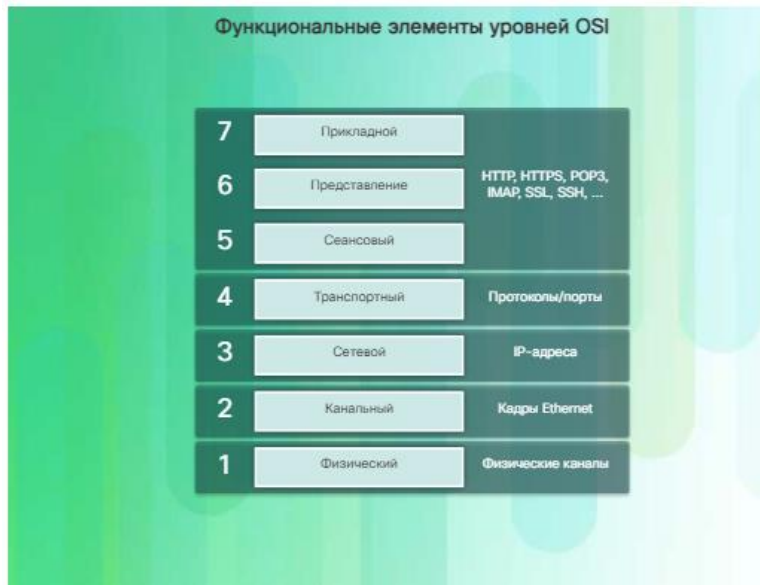 Функциональные элементы уровней OSI
7
Прикладной
6
Представление
HTTP, HTTPS, POP3,
IMAP, SSL, SSH, ...
5
Сеансовый
4
Транспортный
Протоколы/порты
3
Сетевой
IP-адреса
2
Канальный
Кадры Ethernet
1
Физический
Физические каналы